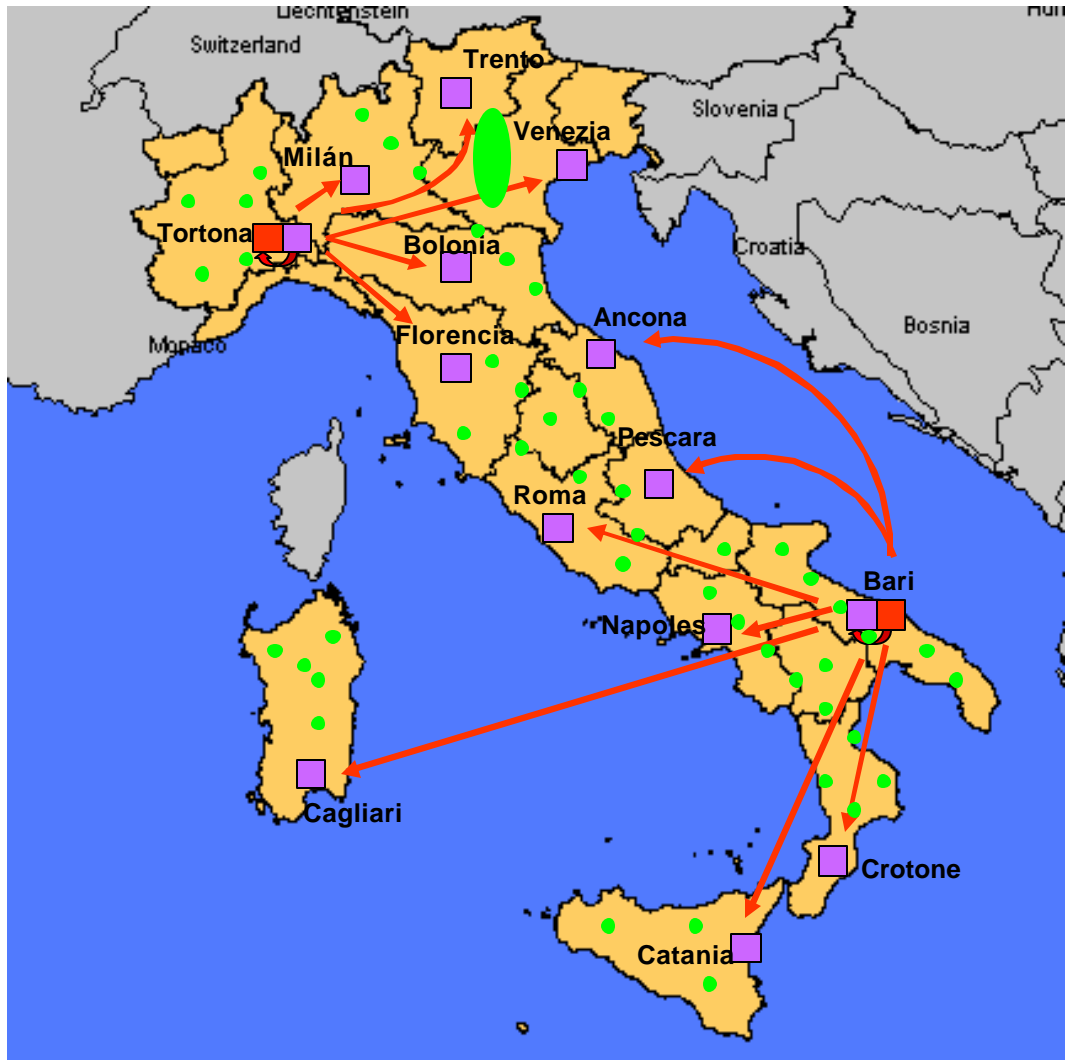 Liechtenstein
Hun
Switzerland
Trento
Slovenia
Venezia
Milán
Tortona
Bolonia
Croatia
Ancona
Bosnia
Florencia
Monaco
Pescara
Roma
Bari
Napoles
Cagliari
Crotone
Catania